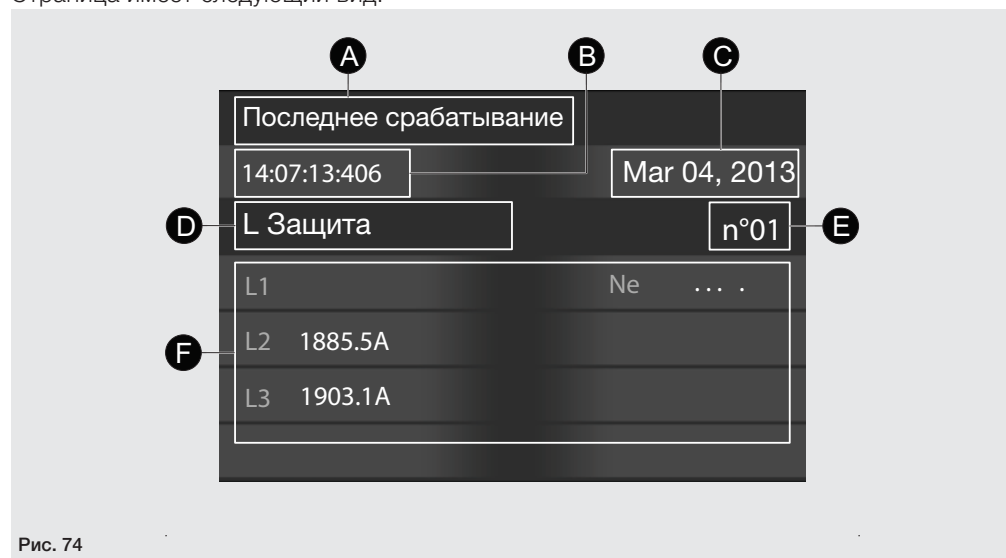 Страница имеет следующий вид:
A B C
Последнее срабатывание
14:07:13:406 Mar 04, 2013
D L Защита n°01 E
L1 Ne ... .
F L2 1885.5A
L3 1903.1A
Рис. 74